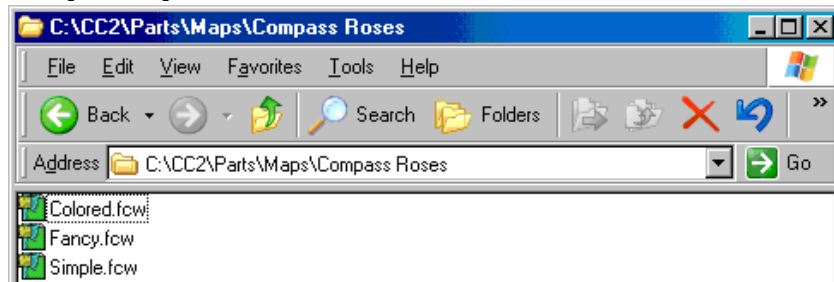 C:\CC2\Parts\Maps\Compass Roses
File Edit View Favorites Tools Help
Back Search Folders »
Address C:\CC2\Parts\Maps\Compass Roses Go
Colored.fcw
Fancy.fcw
Simple.fcw